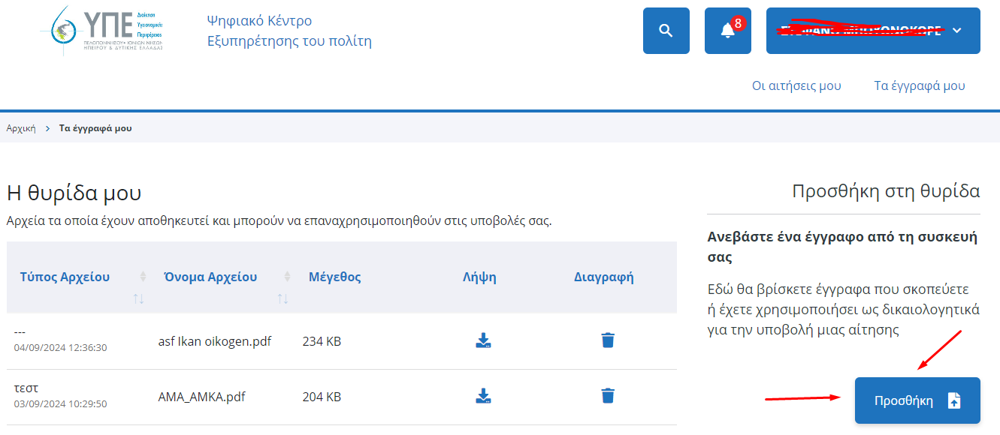 ΥΠΕ
Διοίκηση
Υγειονομικής
Περιφέρειας
ΠΕΛΟΠΟΝΝΗΣΟΥ • ΙΟΝΙΩΝ ΝΗΣΩΝ
ΗΠΕΙΡΟΥ & ΔΥΤΙΚΗΣ ΕΛΛΑΔΑΣ
Ψηφιακό Κέντρο
Εξυπηρέτησης του πολίτη
8
Οι αιτήσεις μου Τα έγγραφά μου
Αρχική Τα έγγραφά μου
Η θυρίδα μου
Αρχεία τα οποία έχουν αποθηκευτεί και μπορούν να επαναχρησιμοποιηθούν στις υποβολές σας.
Τύπος Αρχείου Όνομα Αρχείου Μέγεθος Λήψη Διαγραφή
---
04/09/2024 12:36:30
asf Ikan oikogen.pdf 234 KB
τεστ
03/09/2024 10:29:50
AMA_AMKA.pdf 204 KB
Προσθήκη στη θυρίδα
Ανεβάστε ένα έγγραφο από τη συσκευή
σας
Εδώ θα βρίσκετε έγγραφα που σκοπεύετε
ή έχετε χρησιμοποιήσει ως δικαιολογητικά
για την υποβολή μιας αίτησης
Προσθήκη